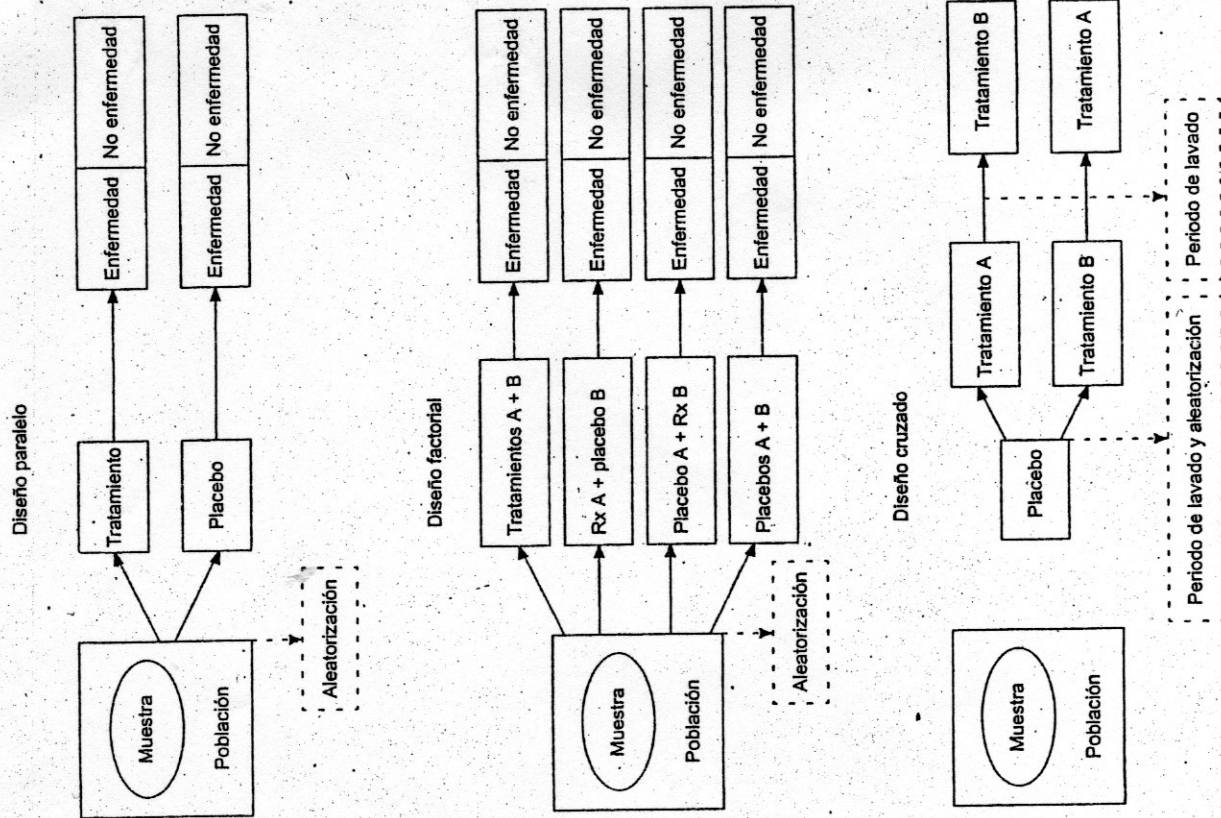 Diseño paralelo
Tratamiento
Enfermedad
No enfermedad
Muestra
Población
Placebo
Enfermedad
No enfermedad
Aleatorización
Diseño factorial
Tratamientos A + B
Enfermedad
No enfermedad
Rx A + placebo B
Enfermedad
No enfermedad
Muestra
Población
Placebo A + Rx B
Enfermedad
No enfermedad
Placebos A + B
Enfermedad
No enfermedad
Aleatorización
Diseño cruzado
Tratamiento A
Tratamiento B
Muestra
Población
Placebo
Tratamiento B
Tratamiento A
Periodo de lavado y aleatorización
Periodo de lavado